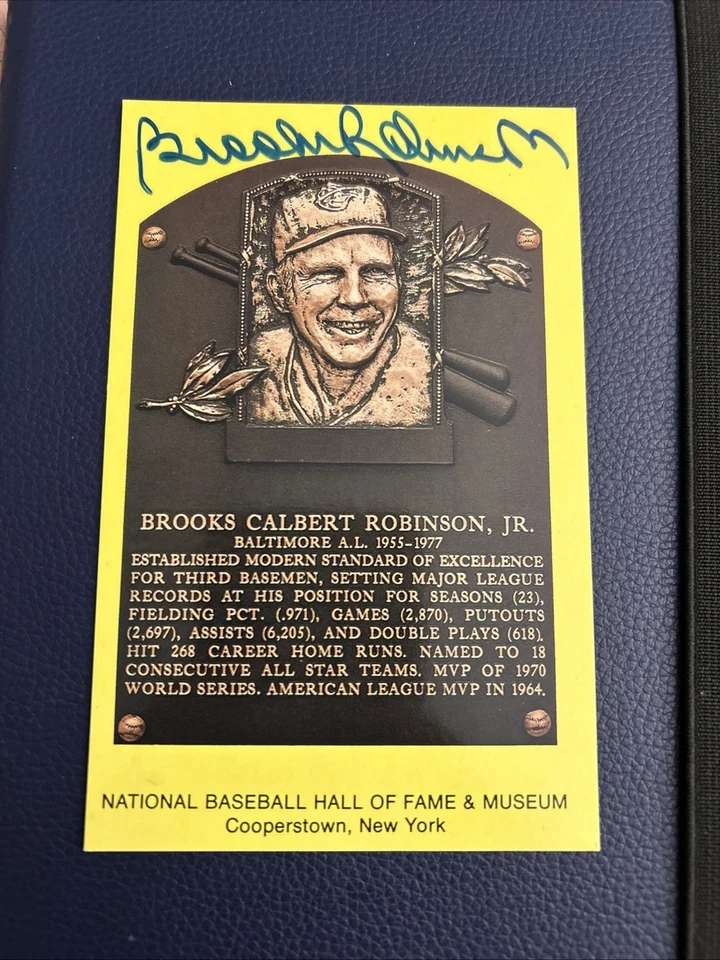 Brooks Robinson
BROOKS CALBERT ROBINSON, JR.
BALTIMORE A.L. 1955-1977
ESTABLISHED MODERN STANDARD OF EXCELLENCE
FOR THIRD BASEMEN, SETTING MAJOR LEAGUE
RECORDS AT HIS POSITION FOR SEASONS (23),
FIELDING PCT. (.971), GAMES (2,870), PUTOUTS
(2,697), ASSISTS (6,205), AND DOUBLE PLAYS (618).
HIT 268 CAREER HOME RUNS. NAMED TO 18
CONSECUTIVE ALL STAR TEAMS. MVP OF 1970
WORLD SERIES. AMERICAN LEAGUE MVP IN 1964.
NATIONAL BASEBALL HALL OF FAME & MUSEUM
Cooperstown, New York